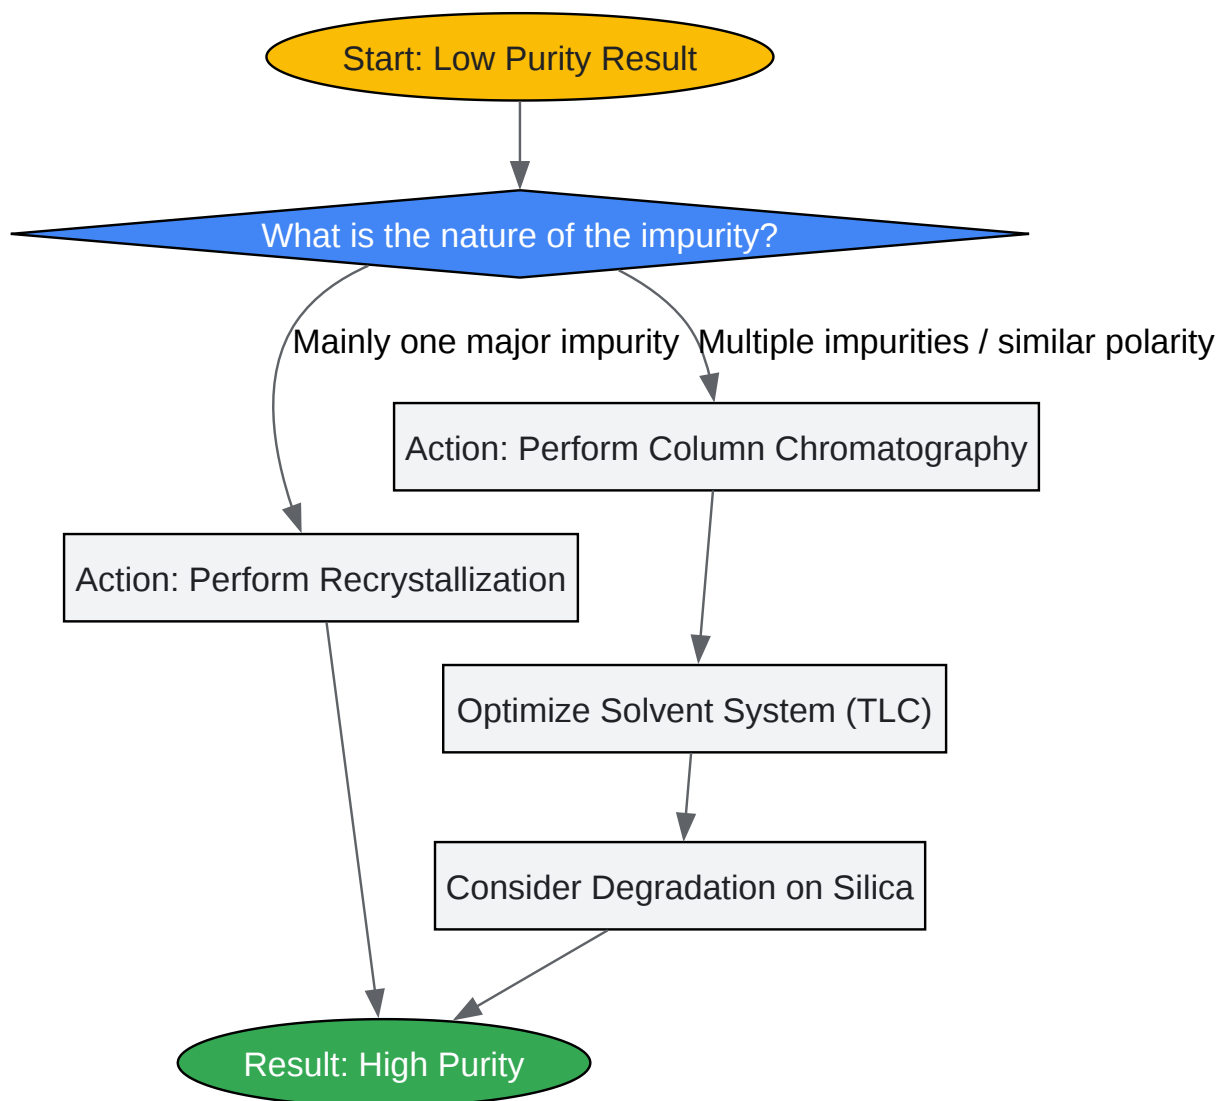 Start: Low Purity Result
What is the nature of the impurity?
Mainly one major impurity
Multiple impurities / similar polarity
Action: Perform Column Chromatography
Action: Perform Recrystallization
Optimize Solvent System (TLC)
Consider Degradation on Silica
Result: High Purity